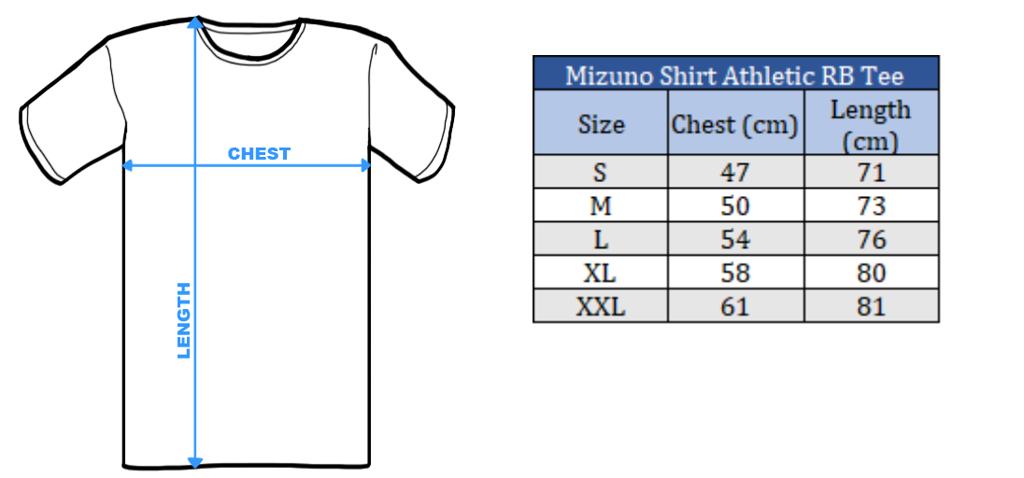 CHEST
LENGTH
Mizuno Shirt Athletic RB Tee
Size Chest (cm) Length (cm)
S 47 71
M 50 73
L 54 76
XL 58 80
XXL 61 81